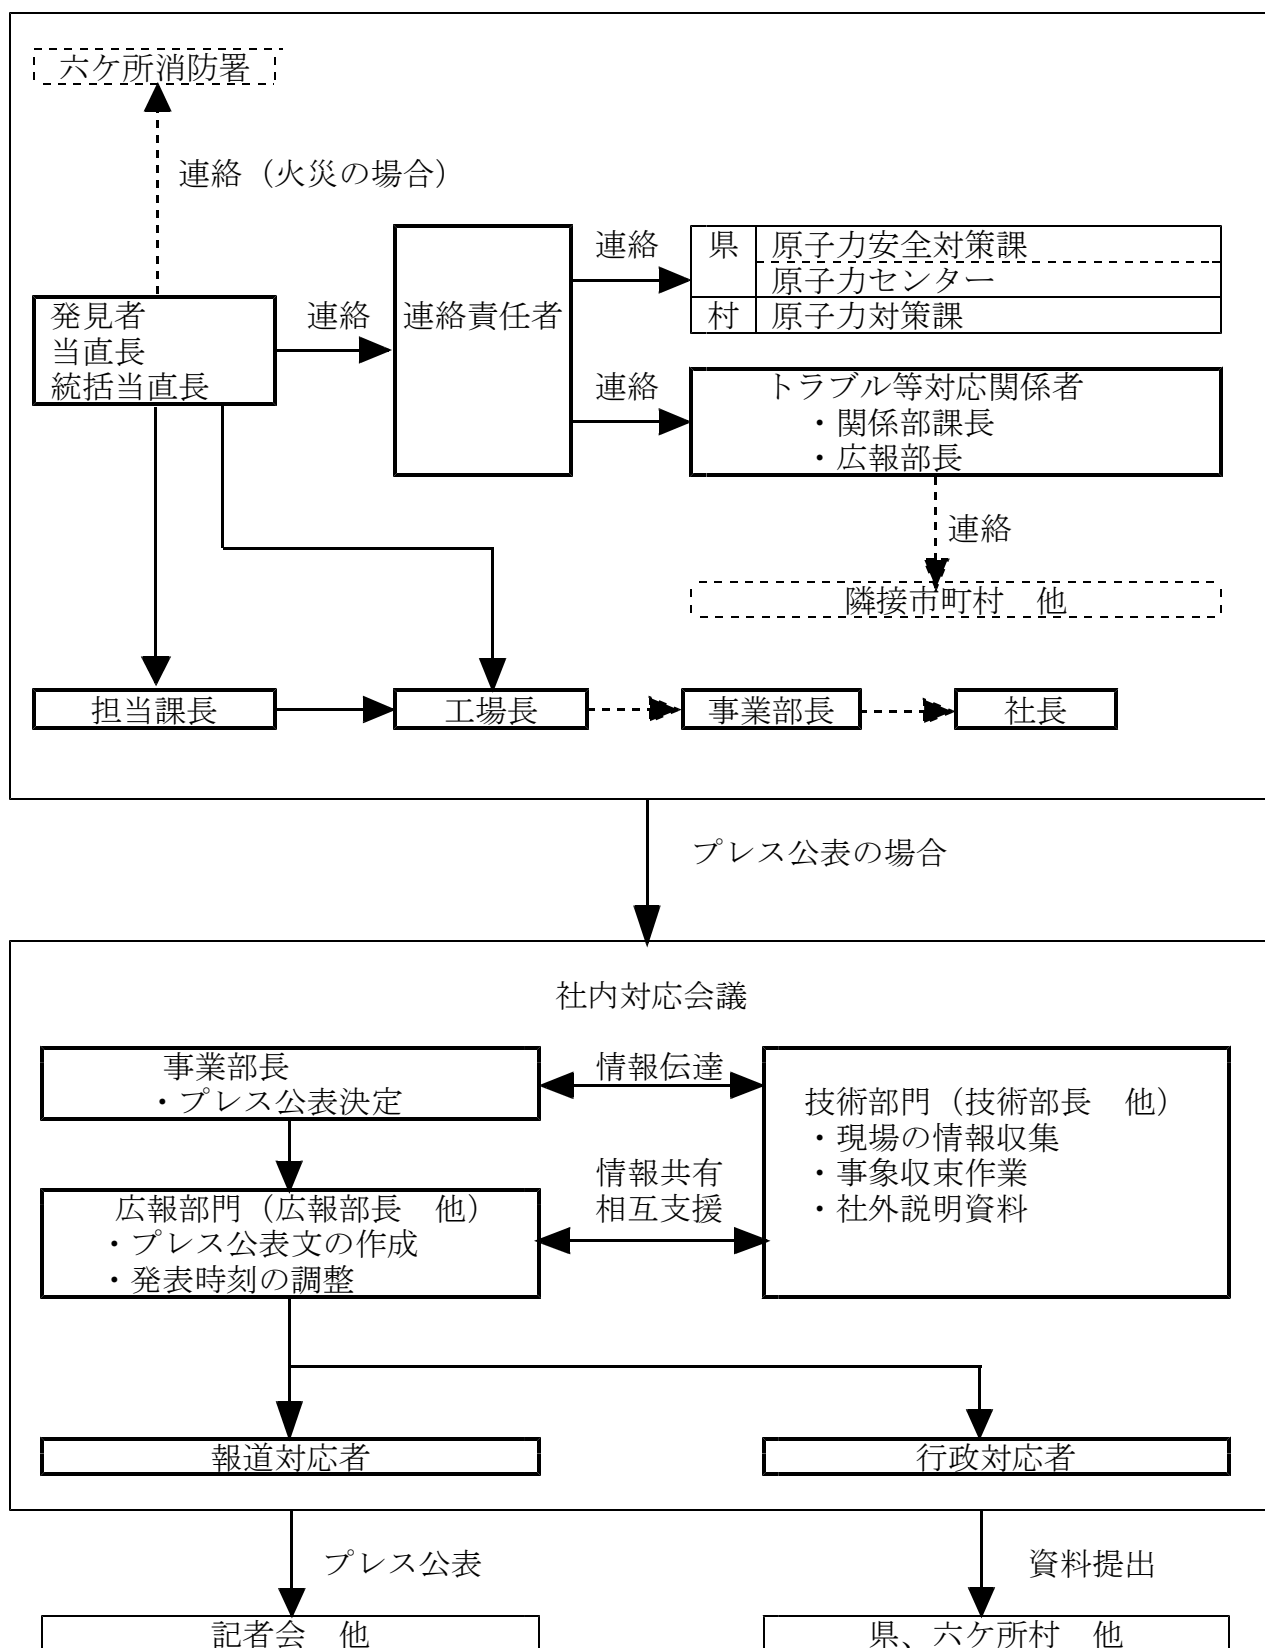 六ケ所消防署
連絡（火災の場合）
発見者
当直長
統括当直長
連絡
連絡責任者
連絡
県
原子力安全対策課
原子力センター
村
原子力対策課
連絡
トラブル等対応関係者
・関係部課長
・広報部長
連絡
隣接市町村　他
担当課長
工場長
事業部長
社長
プレス公表の場合
社内対応会議
事業部長
・プレス公表決定
情報伝達
技術部門（技術部長　他）
・現場の情報収集
・事象収束作業
・社外説明資料
情報共有
相互支援
広報部門（広報部長　他）
・プレス公表文の作成
・発表時刻の調整
報道対応者
行政対応者
プレス公表
資料提出
記者会　他
県、六ケ所村　他